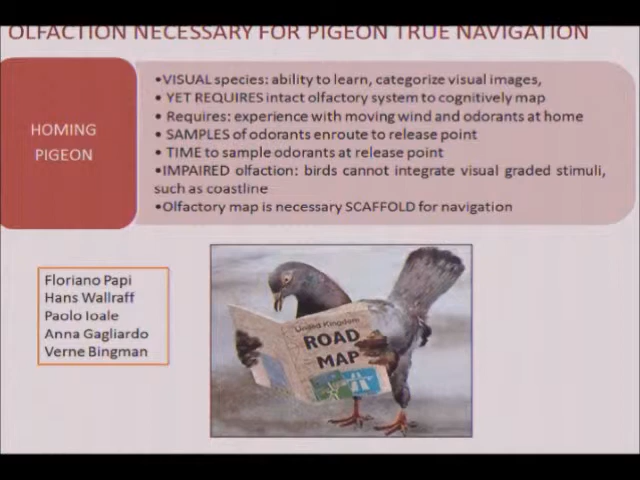 OLFACTION NECESSARY FOR PIGEON TRUE NAVIGATION
HOMING
PIGEON
•VISUAL species: ability to learn, categorize visual images,
• YET REQUIRES intact olfactory system to cognitively map
• Requires: experience with moving wind and odorants at home
• SAMPLES of odorants enroute to release point
• TIME to sample odorants at release point
•IMPAIRED olfaction: birds cannot integrate visual graded stimuli,
such as coastline
•Olfactory map is necessary SCAFFOLD for navigation
Floriano Papi
Hans Wallraff
Paolo Ioale
Anna Gagliardo
Verne Bingman
United Kingdom
ROAD
MAP